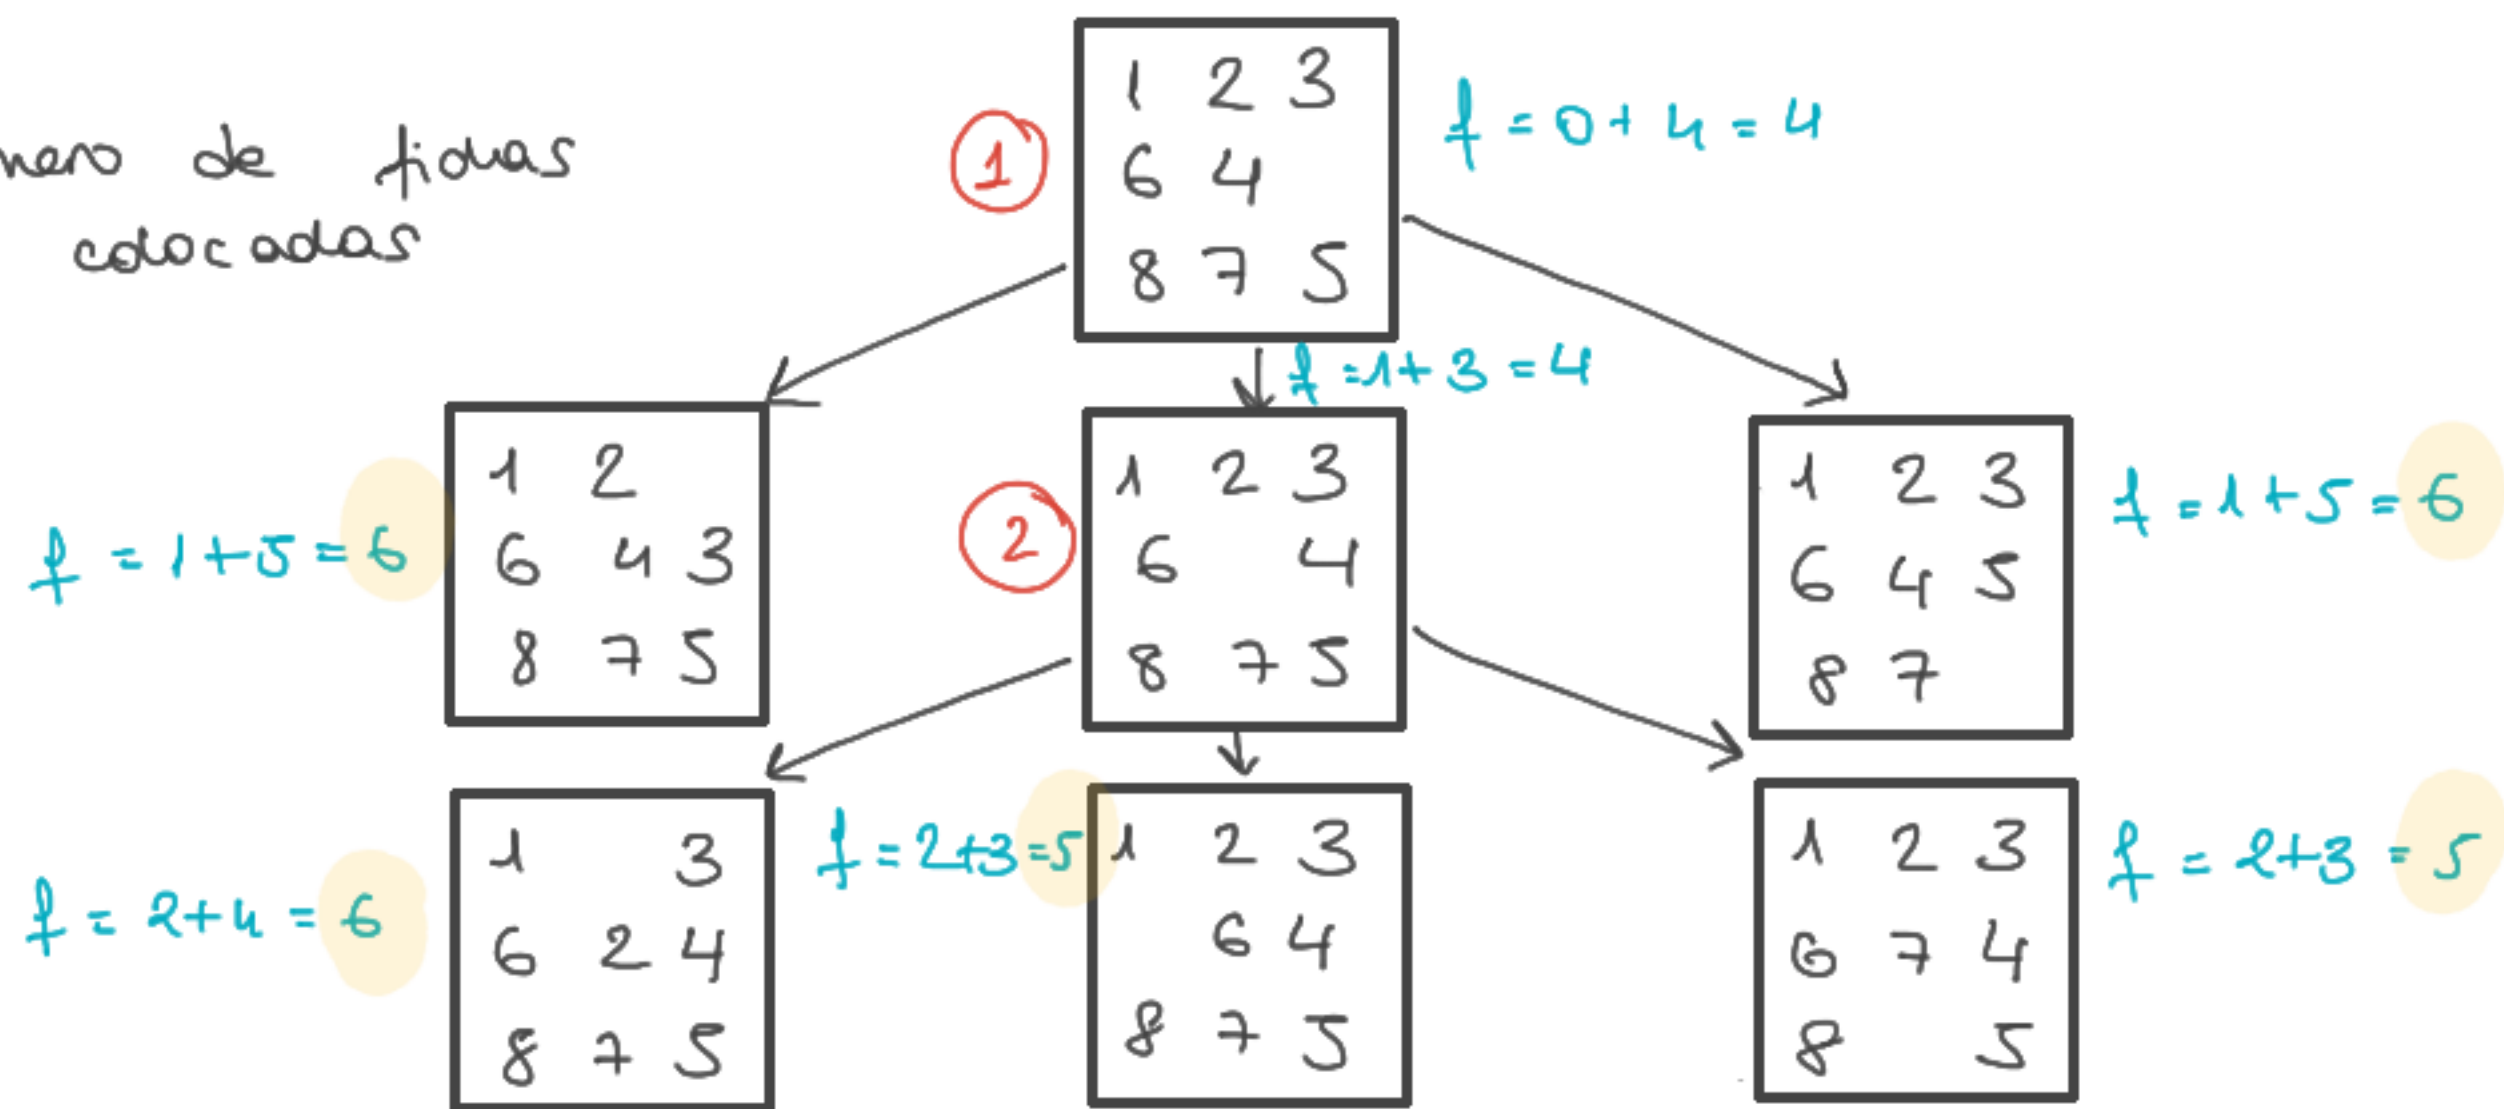 de fichas
colocadas
1 2 3
6 4
8 7 5
1
f = 0 + 4 = 4
f = 1 + 3 = 4
1 2
6 4 3
8 7 5
f = 1 + 5 = 6
1 2 3
6 4
8 7 5
2
1 2 3
6 4 5
8 7
f = 1 + 5 = 6
1 3
6 2 4
8 7 5
f = 2 + 4 = 6
f = 2+3 = 5
1 2 3
6 4
8 7 5
1 2 3
6 7 4
8 5
f = 2+3 = 5